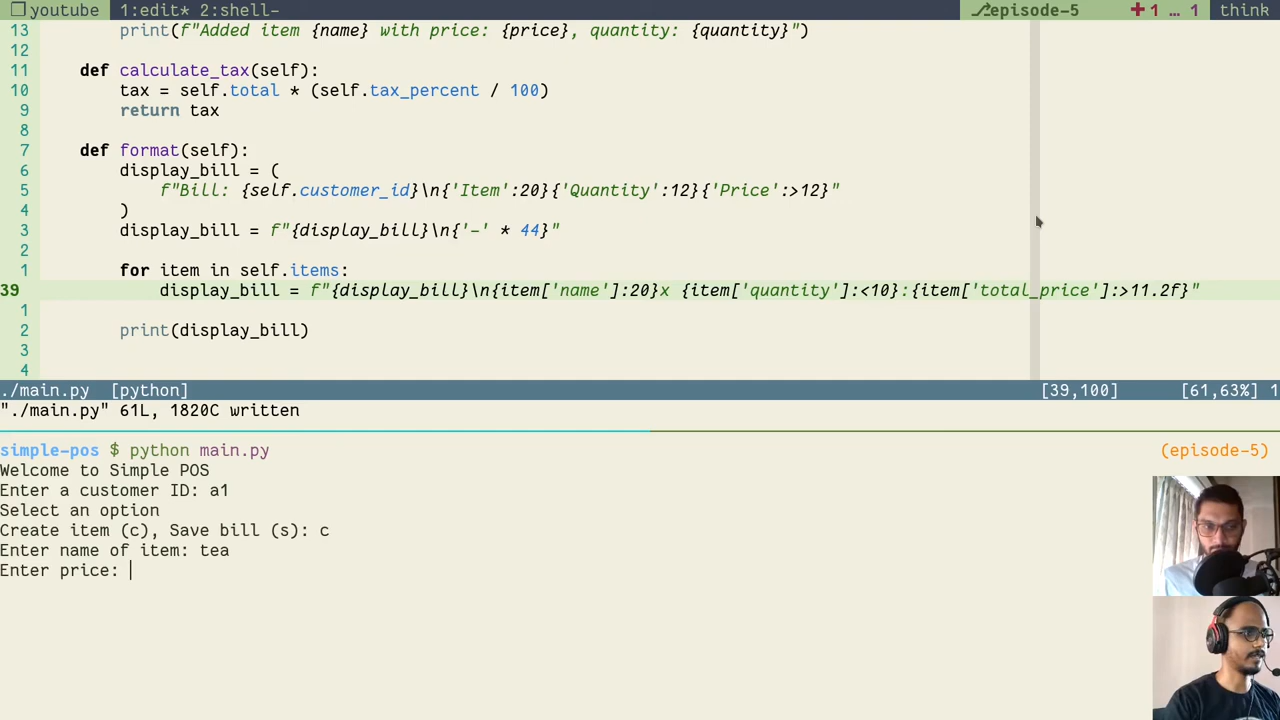 youtube 1:edit* 2:shell- episode-5 +1 … 1 think
13 print(f"Added item {name} with price: {price}, quantity: {quantity}")
12
11 def calculate_tax(self):
10 tax = self.total * (self.tax_percent / 100)
9 return tax
8
7 def format(self):
6 display_bill = (
5 f"Bill: {self.customer_id}\n{'Item':20}{'Quantity':12}{'Price':>12}"
4 )
3 display_bill = f"{display_bill}\n{'-' * 44}"
2
1 for item in self.items:
39 display_bill = f"{display_bill}\n{item['name']:20}x {item['quantity']:<10}:{item['total_price']:>11.2f}"
1
2 print(display_bill)
3
4
./main.py [python] [39,100] [61,63%] 1
"./main.py" 61L, 1820C written
simple-pos $ python main.py (episode-5)
Welcome to Simple POS
Enter a customer ID: a1
Select an option
Create item (c), Save bill (s): c
Enter name of item: tea
Enter price: